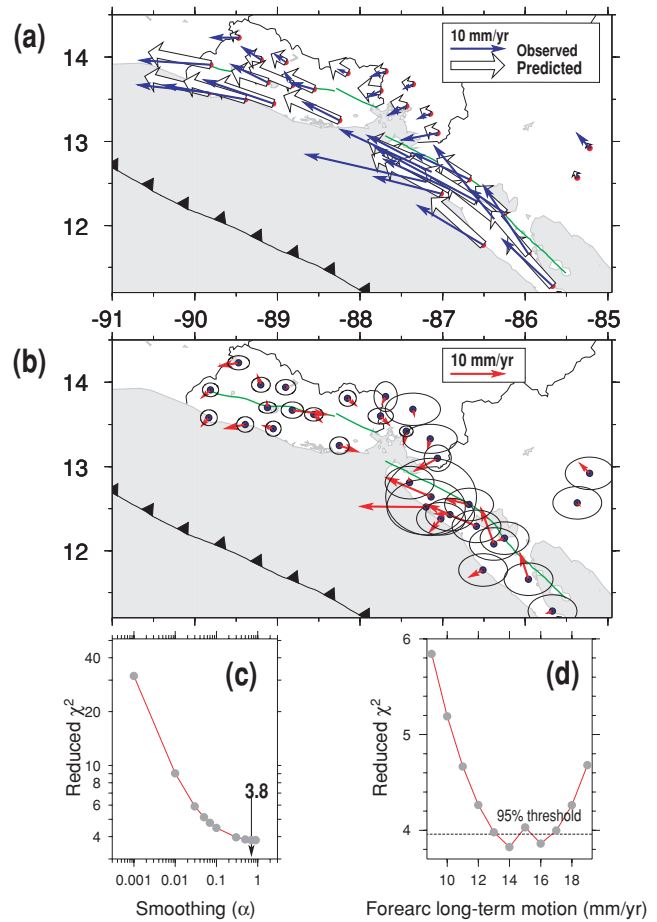 (a)
14
13
12
10 mm/yr
Observed
Predicted
-91 -90 -89 -88 -87 -86 -85
(b)
14
13
12
10 mm/yr
(c)
40
20
10
8
6
4
Reduced χ²
3.8
0.001 0.01 0.1 1
Smoothing (α)
(d)
6
5
4
Reduced χ²
95% threshold
10 12 14 16 18
Forearc long-term motion (mm/yr)